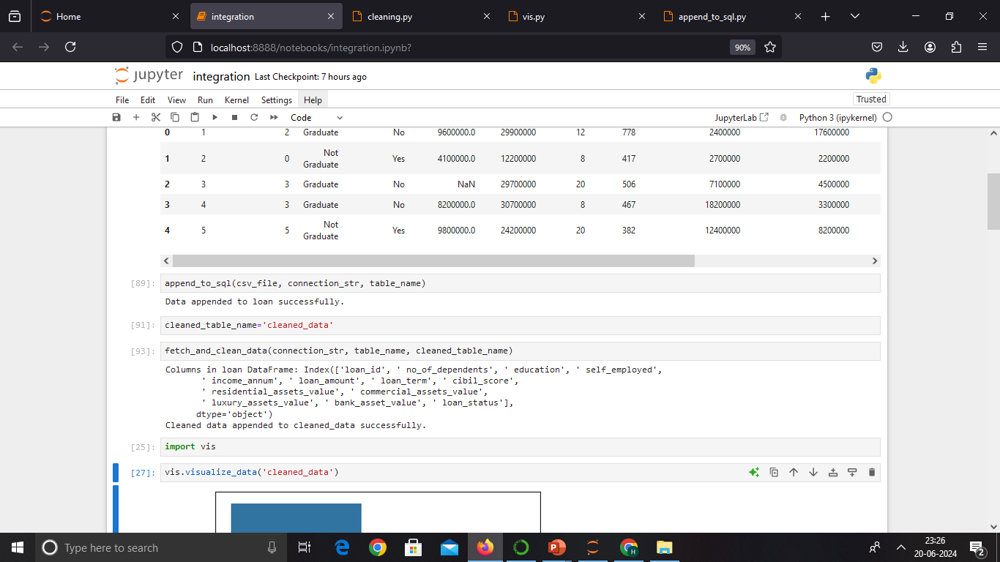 Home
integration
cleaning.py
vis.py
append_to_sql.py
localhost:8888/notebooks/integration.ipynb?
90%
jupyter integration Last Checkpoint: 7 hours ago
File Edit View Run Kernel Settings Help
Trusted
Code
JupyterLab
Python 3 (ipykernel)
0 1 2 Graduate No 9600000.0 29900000 12 778 2400000 17600000
1 2 0 Not Graduate Yes 4100000.0 12200000 8 417 2700000 2200000
2 3 3 Graduate No NaN 29700000 20 506 7100000 4500000
3 4 3 Graduate No 8200000.0 30700000 8 467 18200000 3300000
4 5 5 Not Graduate Yes 9800000.0 24200000 20 382 12400000 8200000
[89]: append_to_sql(csv_file, connection_str, table_name)
Data appended to loan successfully.
[91]: cleaned_table_name='cleaned_data'
[93]: fetch_and_clean_data(connection_str, table_name, cleaned_table_name)
Columns in loan DataFrame: Index(['loan_id', ' no_of_dependents', ' education', ' self_employed',
' income_annum', ' loan_amount', ' loan_term', ' cibil_score',
' residential_assets_value', ' commercial_assets_value',
' luxury_assets_value', ' bank_asset_value', ' loan_status'],
dtype='object')
Cleaned data appended to cleaned_data successfully.
[25]: import vis
[27]: vis.visualize_data('cleaned_data')
Type here to search
23:26
20-06-2024
2